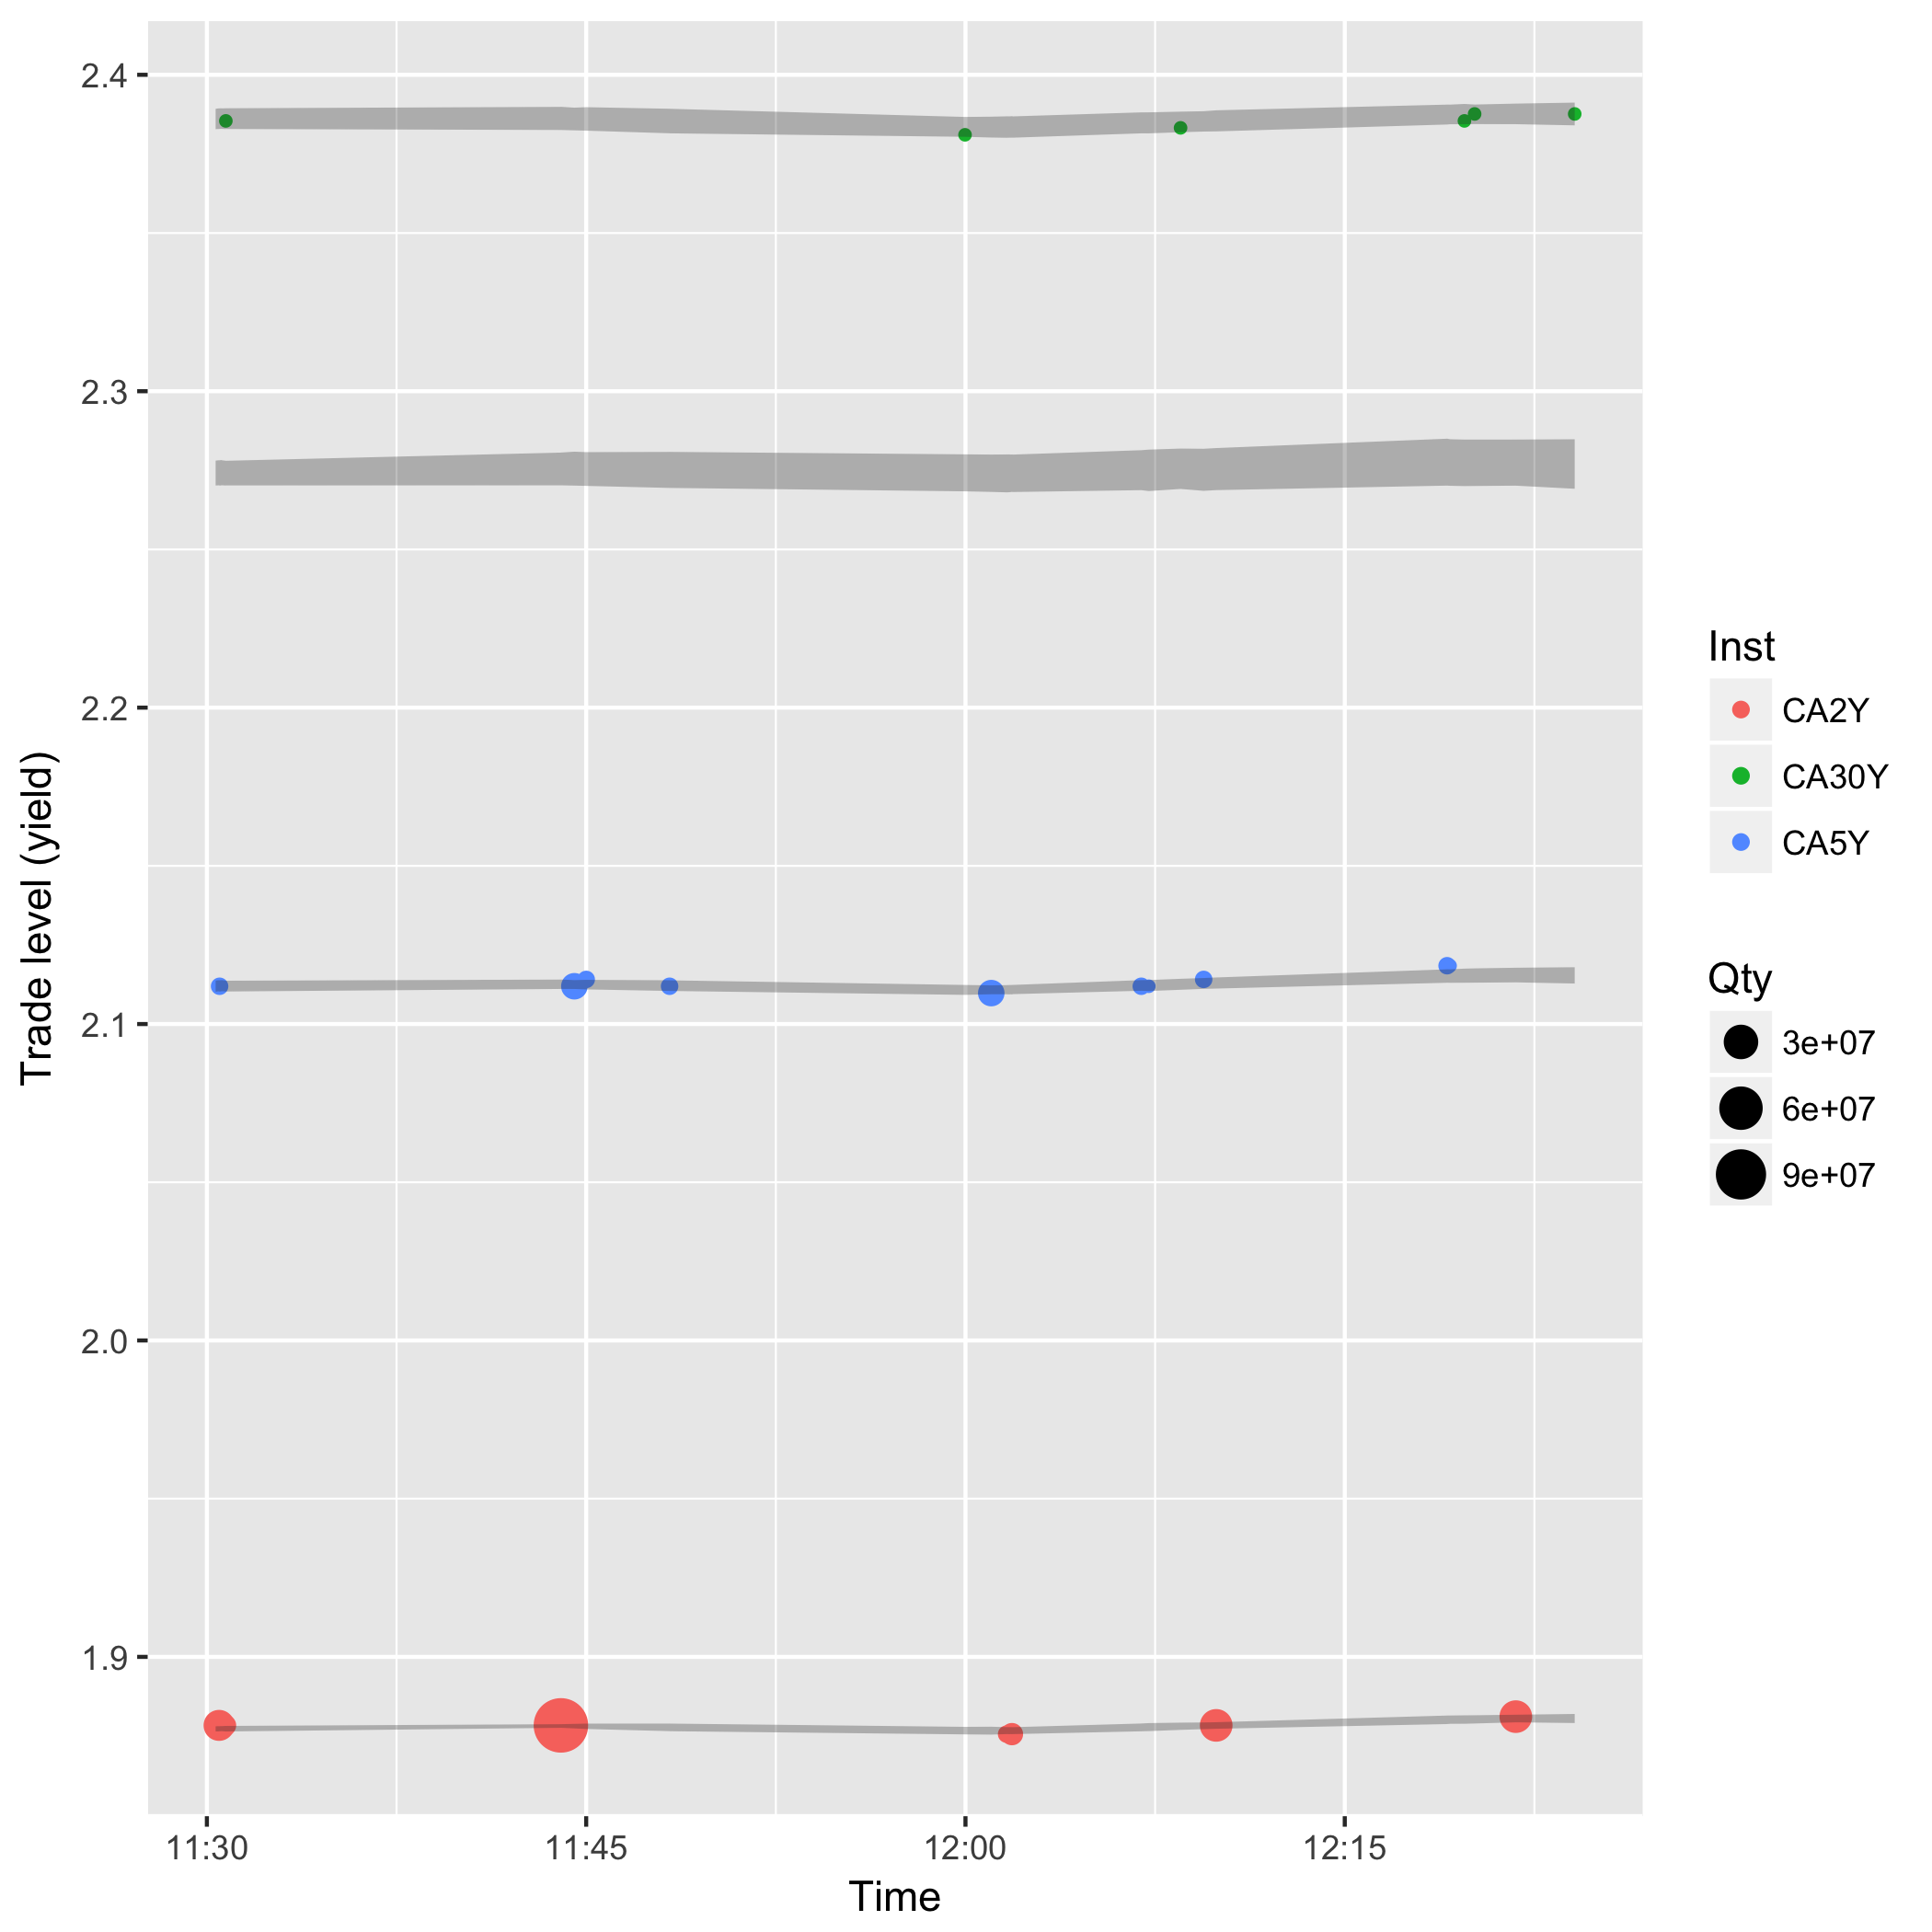 2.4
2.3
2.2
2.1
2.0
1.9
Trade level (yield)
11:30
11:45
12:00
12:15
Time
Inst
CA2Y
CA30Y
CA5Y
Qty
3e+07
6e+07
9e+07